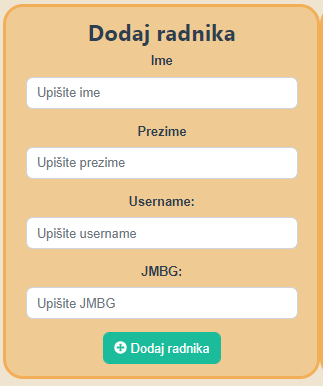 Dodaj radnika
Ime
Upišite ime
Prezime
Upišite prezime
Username:
Upišite username
JMBG:
Upišite JMBG
Dodaj radnika